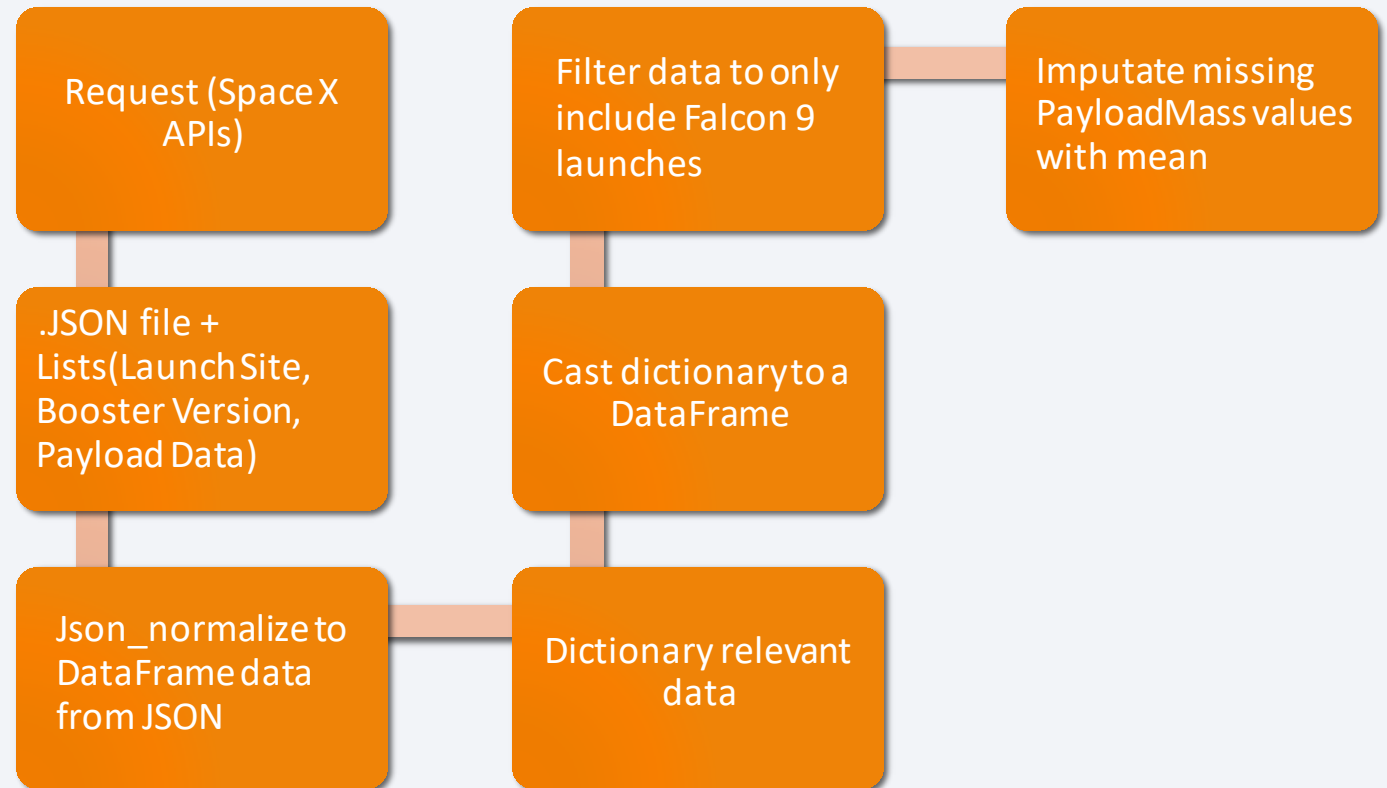 Request (Space X
APIs)
.JSON file +
Lists(Launch Site,
Booster Version,
Payload Data)
Json_normalize to
DataFrame data
from JSON
Dictionary relevant
data
Cast dictionary to a
DataFrame
Filter data to only
include Falcon 9
launches
Imputate missing
PayloadMass values
with mean